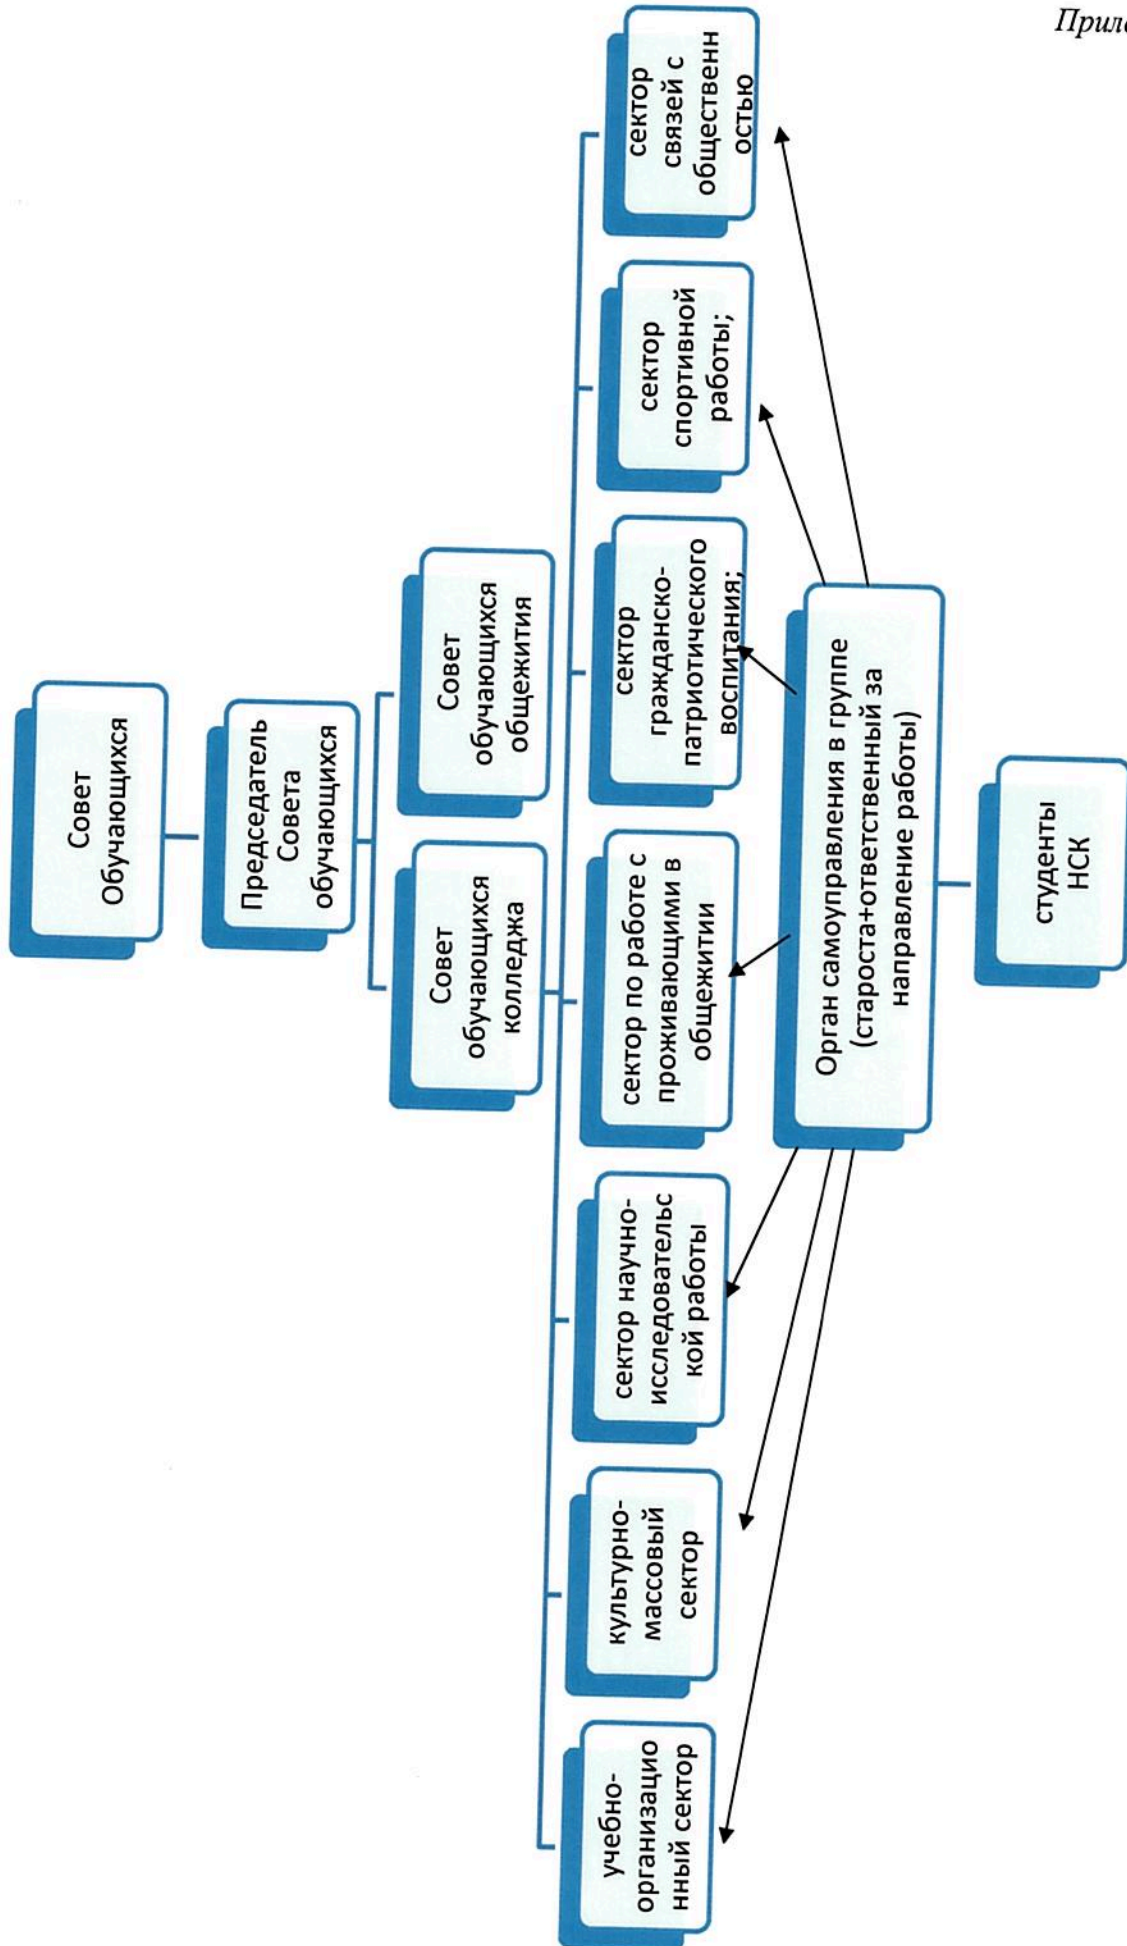 Совет
Обучающихся
Председатель
Совета
обучающихся
Совет
обучающихся
колледжа
Совет
обучающихся
общежития
учебно-
организацио
нный сектор
культурно-
массовый
сектор
сектор научно-
исследовательс
кой работы
сектор по работе с
проживающими в
общежитии
сектор
гражданско-
патриотического
воспитания;
сектор
спортивной
работы;
сектор
связей с
общественн
остью
Орган самоуправления в группе
(староста+ответственный за
направление работы)
студенты
НСК